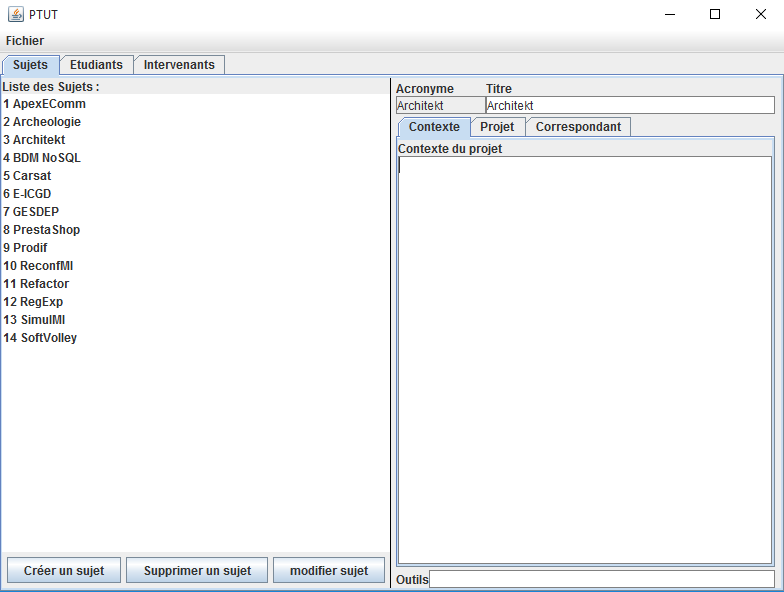 PTUT
Fichier
Sujets Etudiants Intervenants
Liste des Sujets :
1 ApexEComm
2 Archeologie
3 Architekt
4 BDM NoSQL
5 Carsat
6 E-ICGD
7 GESDEP
8 PrestaShop
9 Prodif
10 ReconfMI
11 Refactor
12 RegExp
13 SimulMI
14 SoftVolley
Créer un sujet Supprimer un sujet modifier sujet
Acronyme Titre
Architekt Architekt
Contexte Projet Correspondant
Contexte du projet
Outils